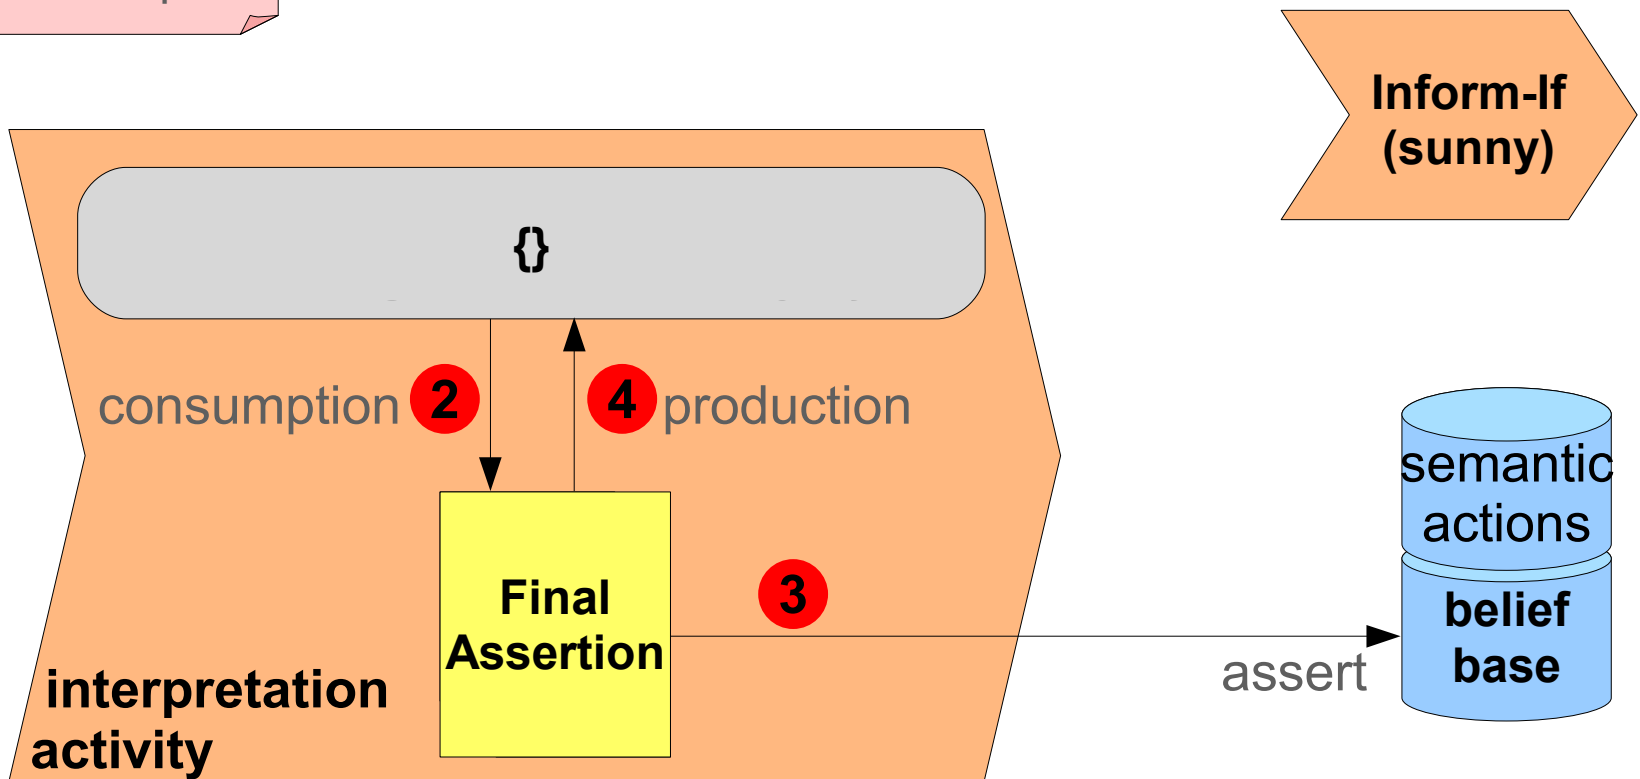 Inform-If
(sunny)
{}
consumption
2
4
production
semantic
actions
Final
Assertion
3
belief
base
assert
interpretation
activity